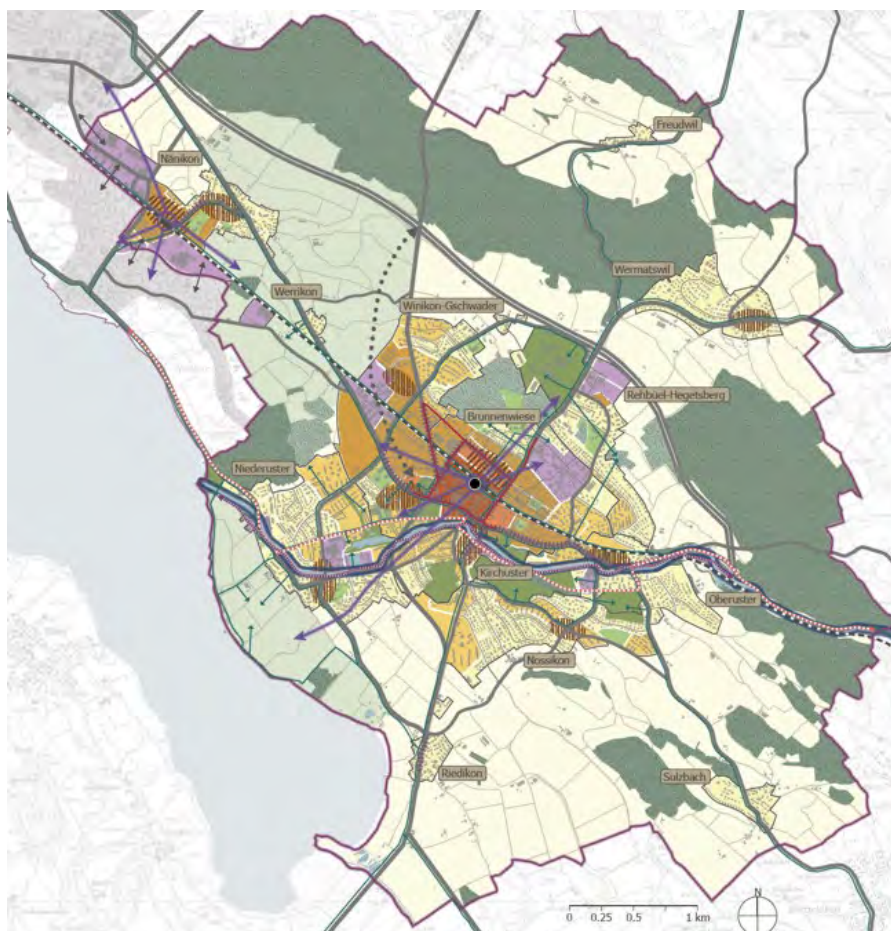 Freudwil
Nänikon
Wermatswil
Werrikon
Winikon-Gschwader
Rehbüel-Hegetsberg
Brunnenwiese
Niederuster
Kirchuster
Oberuster
Nossikon
Riedikon
Sulzbach
N
0 0.25 0.5 1 km